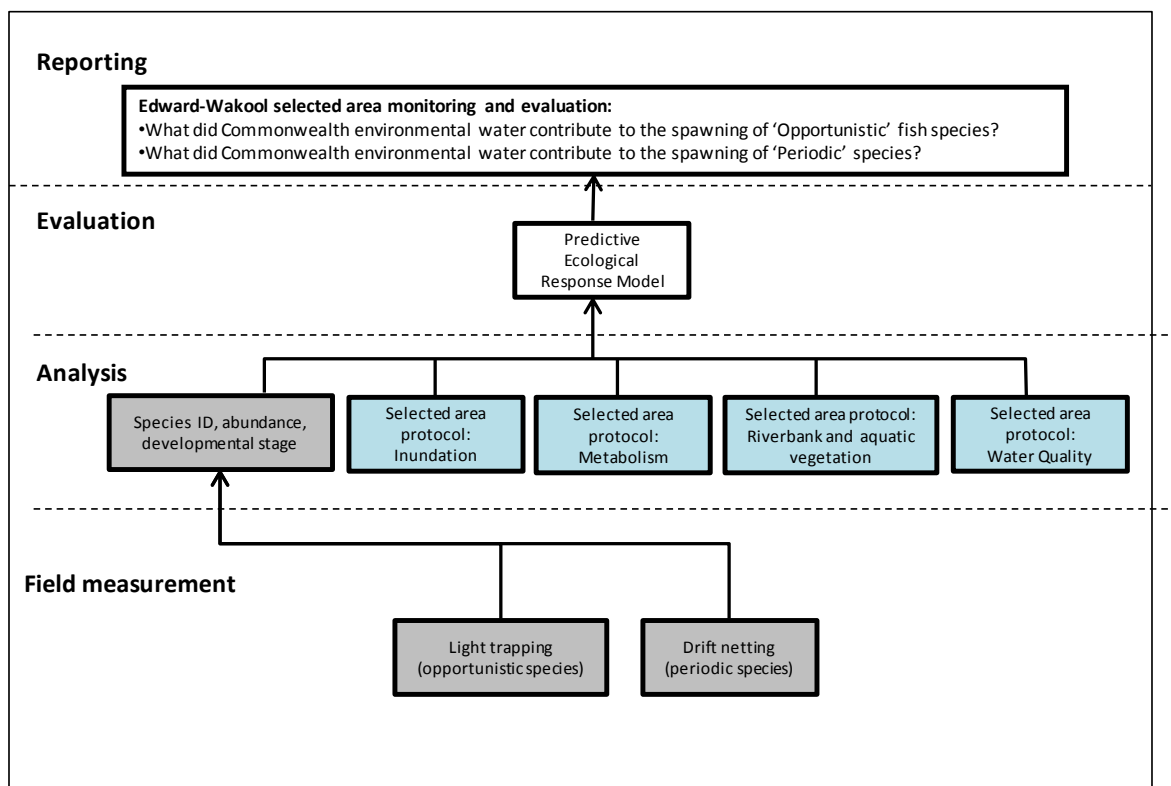 Reporting
Edward-Wakool selected area monitoring and evaluation:
•What did Commonwealth environmental water contribute to the spawning of ‘Opportunistic’ fish species?
•What did Commonwealth environmental water contribute to the spawning of ‘Periodic’ species?
Evaluation
Predictive
Ecological
Response Model
Analysis
Species ID, abundance,
developmental stage
Selected area
protocol:
Inundation
Selected area
protocol:
Metabolism
Selected area protocol:
Riverbank and aquatic
vegetation
Selected area
protocol:
Water Quality
Field measurement
Light trapping
(opportunistic species)
Drift netting
(periodic species)